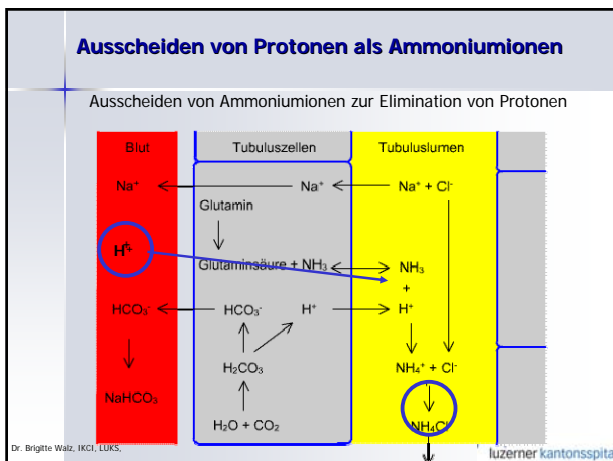 Ausscheiden von Protonen als Ammoniumionen
Ausscheiden von Ammoniumionen zur Elimination von Protonen
Blut Tubuluszellen Tubuluslumen
Na⁺ Na⁺ Na⁺ + Cl⁻
Glutamin
H⁺
Glutaminsäure + NH₃ NH₃
+
HCO₃⁻ HCO₃⁻ H⁺ H⁺
H₂CO₃ NH₄⁺ + Cl⁻
NaHCO₃
H₂O + CO₂ NH₄Cl
Dr. Brigitte Walz, IKCI, LUKS,
luzerner kantonsspital